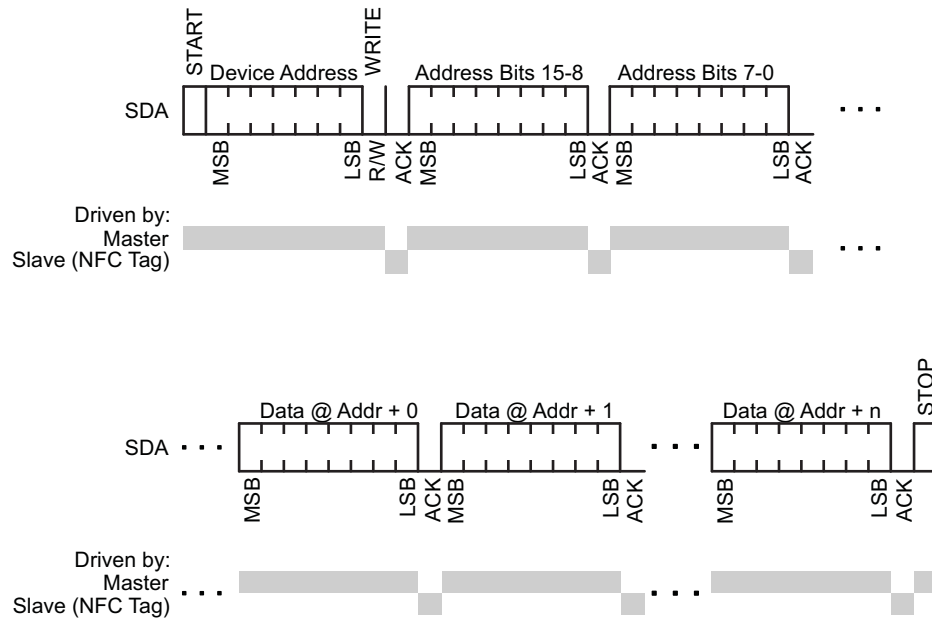 START
WRITE
Device Address
Address Bits 15-8
Address Bits 7-0
SDA
. . .
MSB
LSB
R/W
ACK
MSB
LSB
ACK
MSB
LSB
ACK
Driven by:
Master
Slave (NFC Tag)
. . .
STOP
Data @ Addr + 0
Data @ Addr + 1
Data @ Addr + n
SDA
. . .
. . .
MSB
LSB
ACK
MSB
LSB
ACK
MSB
LSB
ACK
Driven by:
Master
Slave (NFC Tag)
. . .
. . .